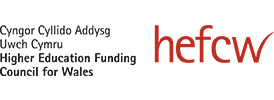 Cyngor Cyllido Addysg
Uwch Cymru
Higher Education Funding
Council for Wales
hefcw